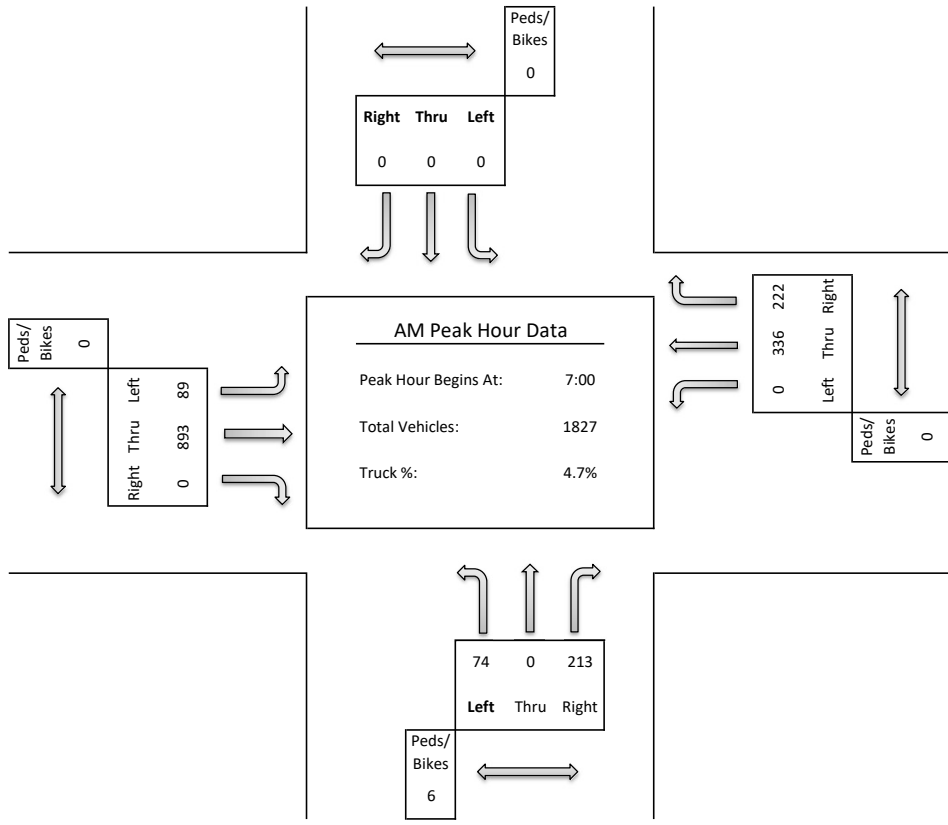 Peds/
Bikes
0
Right Thru Left
0 0 0
Peds/
Bikes
0
Left 89
Thru 893
Right 0
AM Peak Hour Data
Peak Hour Begins At: 7:00
Total Vehicles: 1827
Truck %: 4.7%
222 Right
336 Thru
0 Left
Peds/
Bikes
0
74 0 213
Left Thru Right
Peds/
Bikes
6